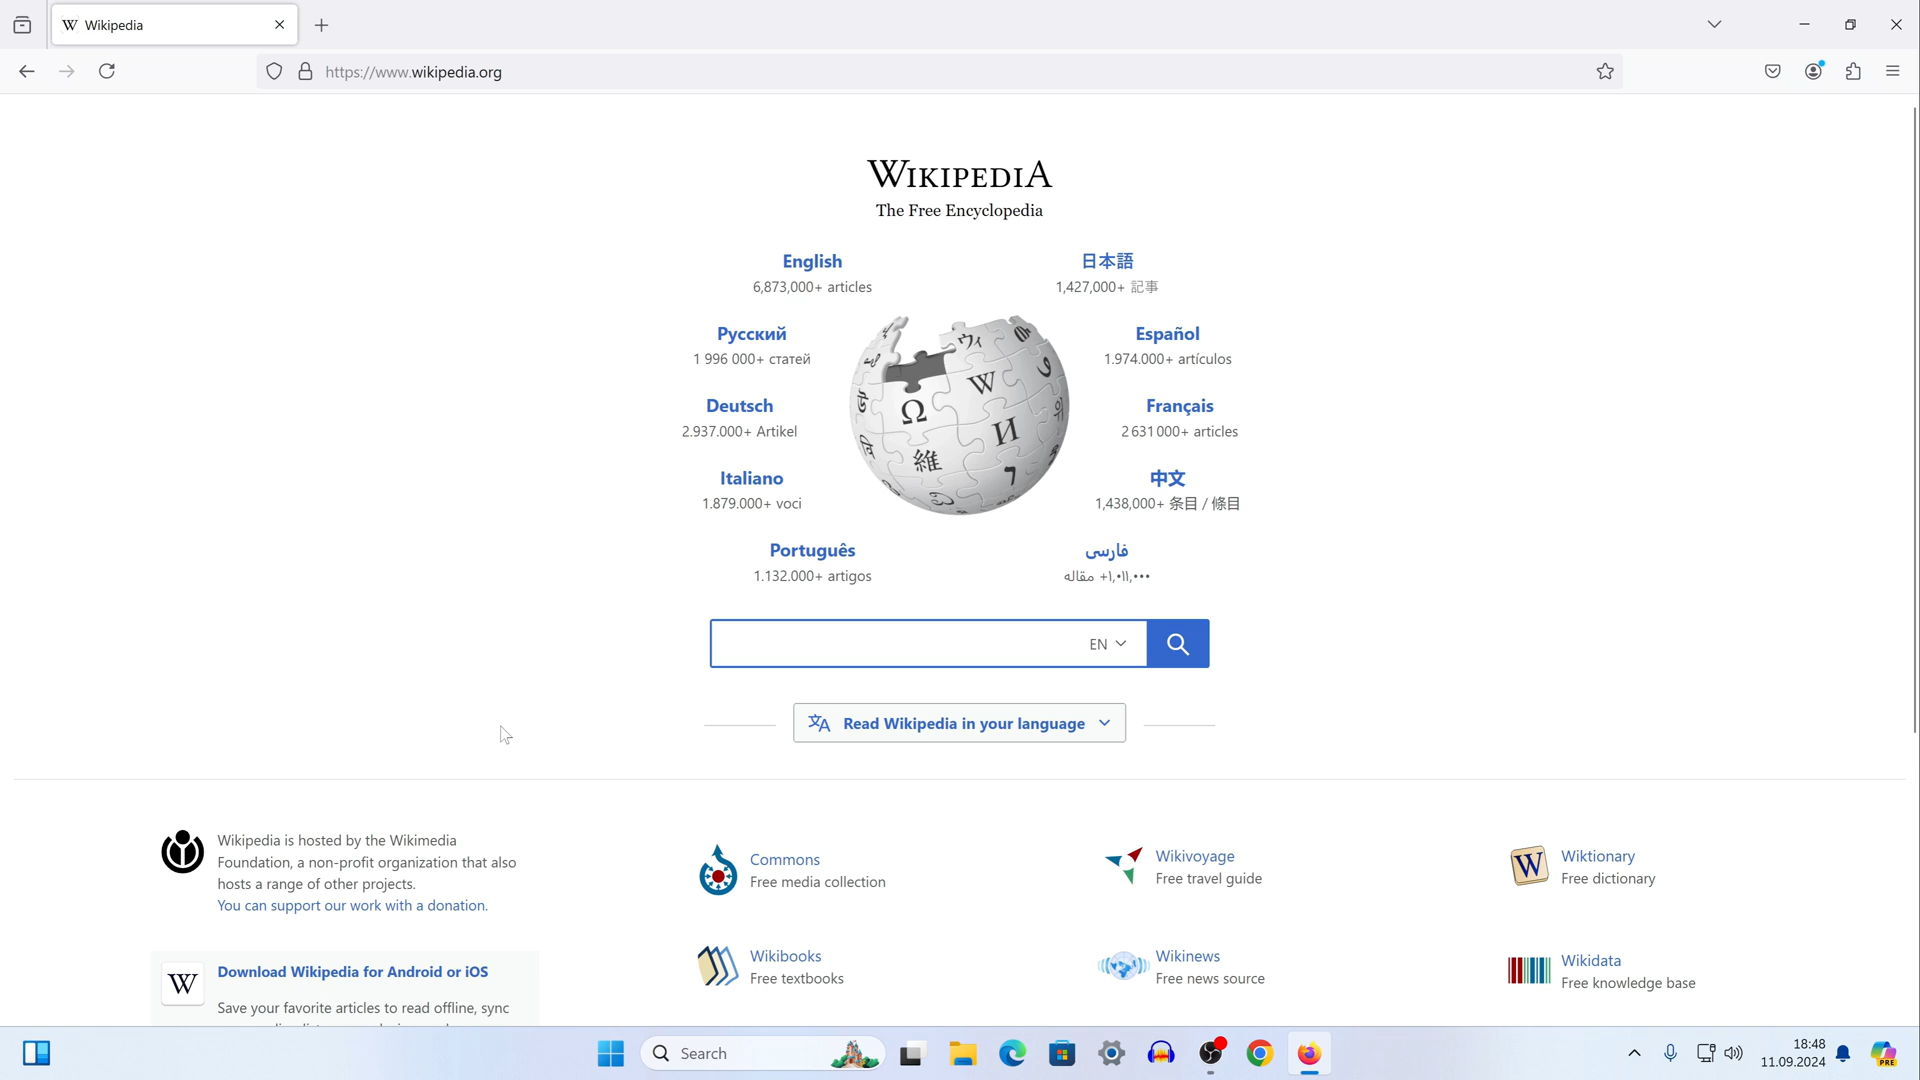 Wikipedia
https://www.wikipedia.org
WIKIPEDIA
The Free Encyclopedia
English
6,873,000+ articles
日本語
1,427,000+ 記事
Русский
1 996 000+ статей
Español
1.974.000+ artículos
Deutsch
2.937.000+ Artikel
Français
2 631 000+ articles
Italiano
1.879.000+ voci
中文
1,438,000+ 条目 / 條目
Português
1.132.000+ artigos
فارسی
۱٬۰۱۱٬۰۰۰+ مقاله
EN
Read Wikipedia in your language
Wikipedia is hosted by the Wikimedia
Foundation, a non-profit organization that also
hosts a range of other projects.
You can support our work with a donation.
Download Wikipedia for Android or iOS
Save your favorite articles to read offline, sync
Commons
Free media collection
Wikivoyage
Free travel guide
Wiktionary
Free dictionary
Wikibooks
Free textbooks
Wikinews
Free news source
Wikidata
Free knowledge base
Search
18:48
11.09.2024
PRE